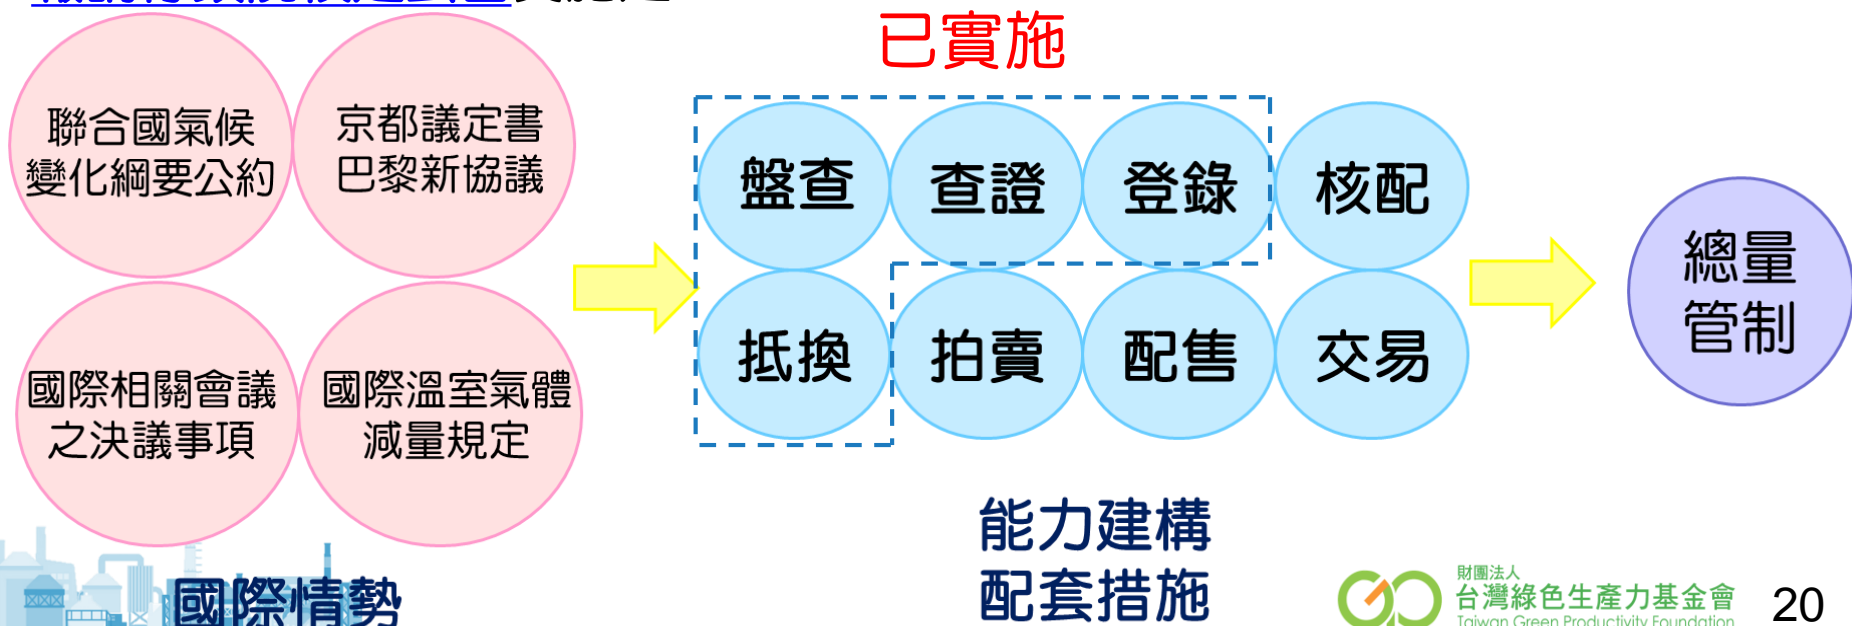 已實施
聯合國氣候
變化綱要公約
京都議定書
巴黎新協議
國際相關會議
之決議事項
國際溫室氣體
減量規定
盤查
查證
登錄
核配
抵換
拍賣
配售
交易
總量
管制
國際情勢
能力建構
配套措施
財團法人
台灣綠色生產力基金會
Taiwan Green Productivity Foundation
20